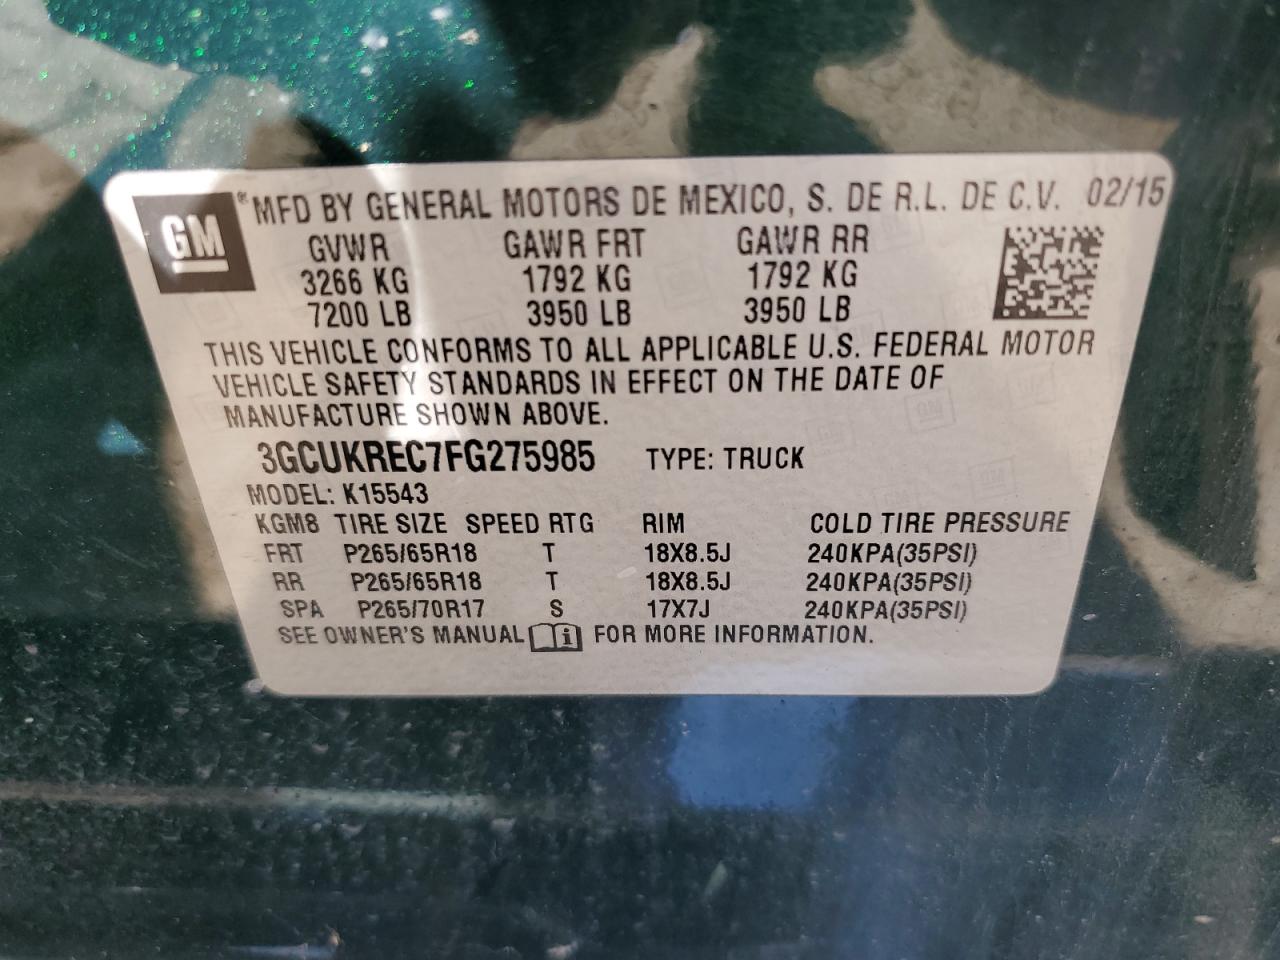 GM ® MFD BY GENERAL MOTORS DE MEXICO, S. DE R.L. DE C.V. 02/15
GVWR GAWR FRT GAWR RR
3266 KG 1792 KG 1792 KG
7200 LB 3950 LB 3950 LB
THIS VEHICLE CONFORMS TO ALL APPLICABLE U.S. FEDERAL MOTOR
VEHICLE SAFETY STANDARDS IN EFFECT ON THE DATE OF
MANUFACTURE SHOWN ABOVE.
3GCUKREC7FG275985 TYPE: TRUCK
MODEL: K15543
KGM8 TIRE SIZE SPEED RTG RIM COLD TIRE PRESSURE
FRT P265/65R18 T 18X8.5J 240KPA(35PSI)
RR P265/65R18 T 18X8.5J 240KPA(35PSI)
SPA P265/70R17 S 17X7J 240KPA(35PSI)
SEE OWNER'S MANUAL i FOR MORE INFORMATION.